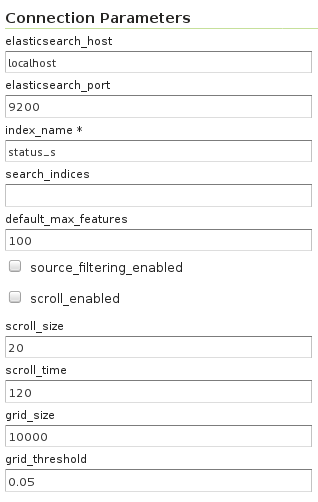 Connection Parameters
elasticsearch_host
localhost
elasticsearch_port
9200
index_name *
status_s
search_indices
default_max_features
100
source_filtering_enabled
scroll_enabled
scroll_size
20
scroll_time
120
grid_size
10000
grid_threshold
0.05